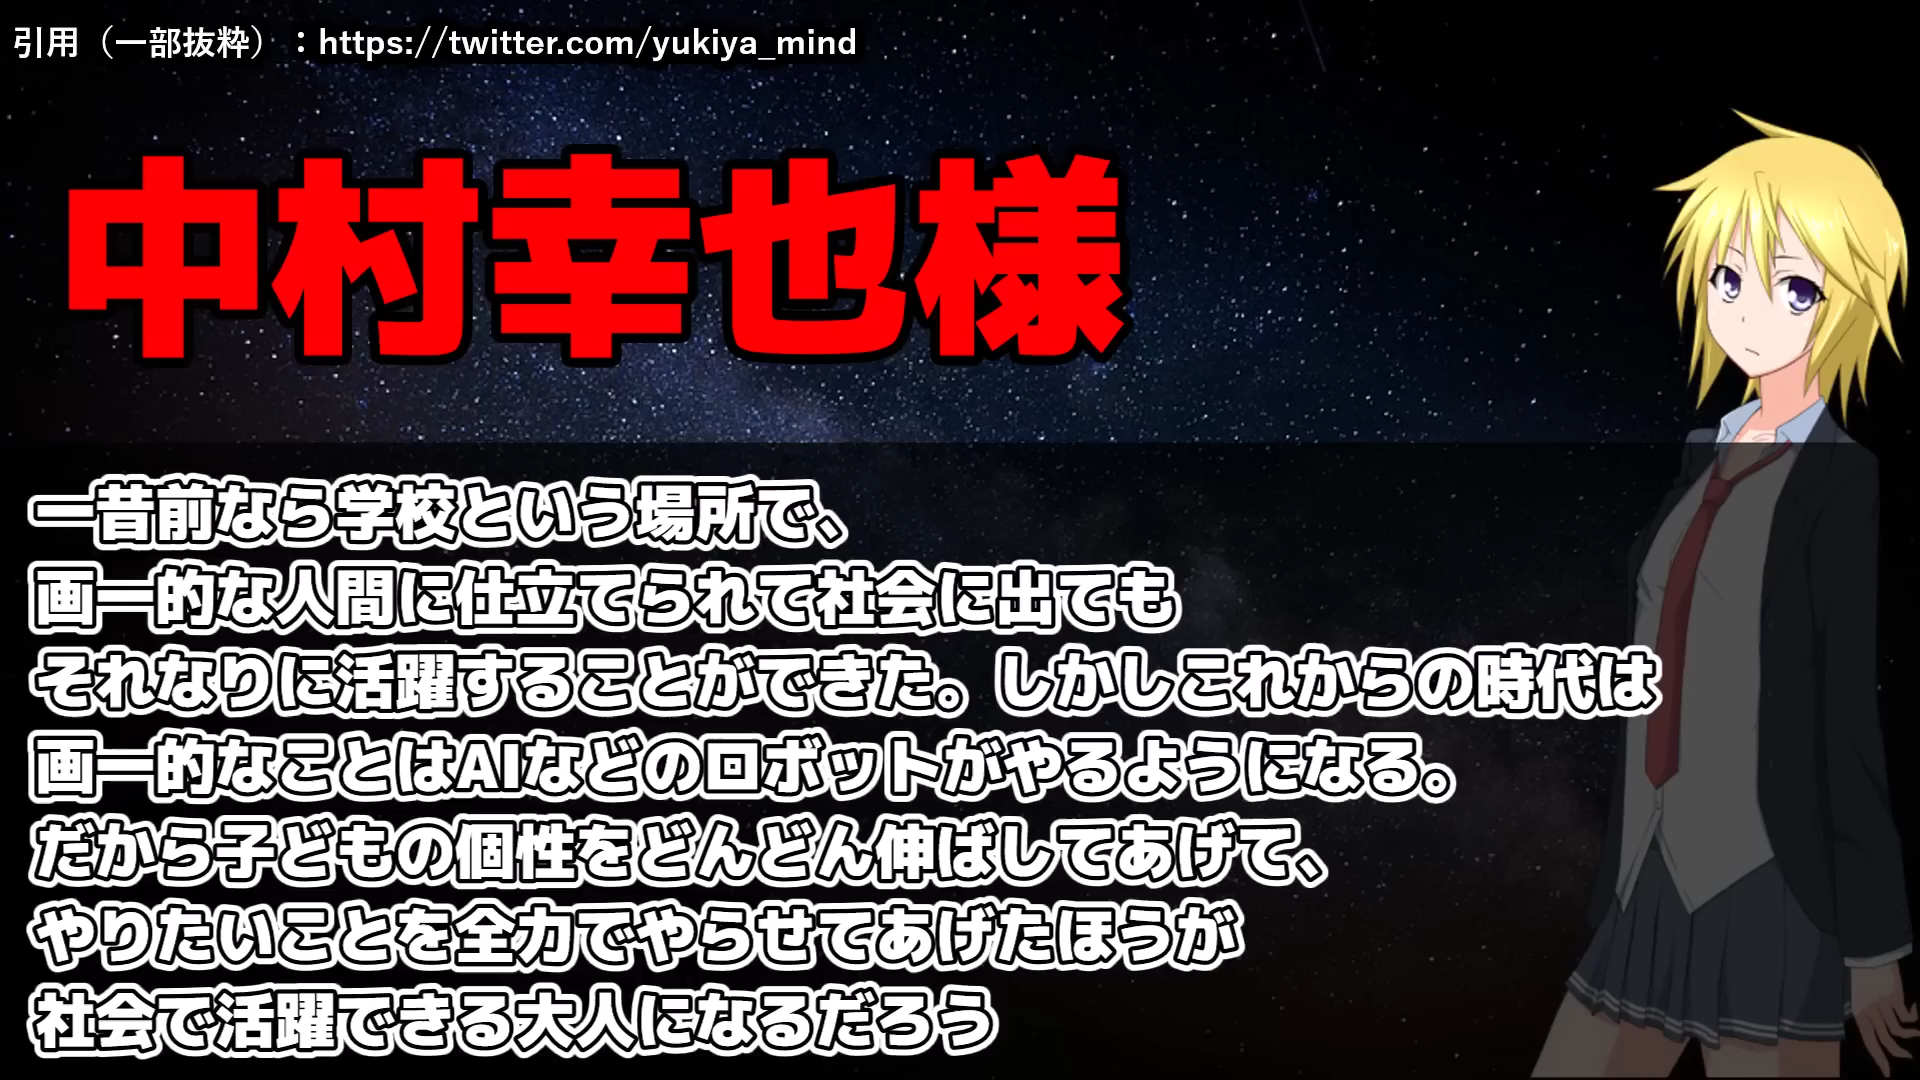 引用（一部抜粋）：https://twitter.com/yukiya_mind
中村幸也様
一昔前なら学校という場所で、
画一的な人間に仕立てられて社会に出ても
それなりに活躍することができた。しかしこれからの時代は
画一的なことはAIなどのロボットがやるようになる。
だから子どもの個性をどんどん伸ばしてあげて、
やりたいことを全力でやらせてあげたほうが
社会で活躍できる大人になるだろう